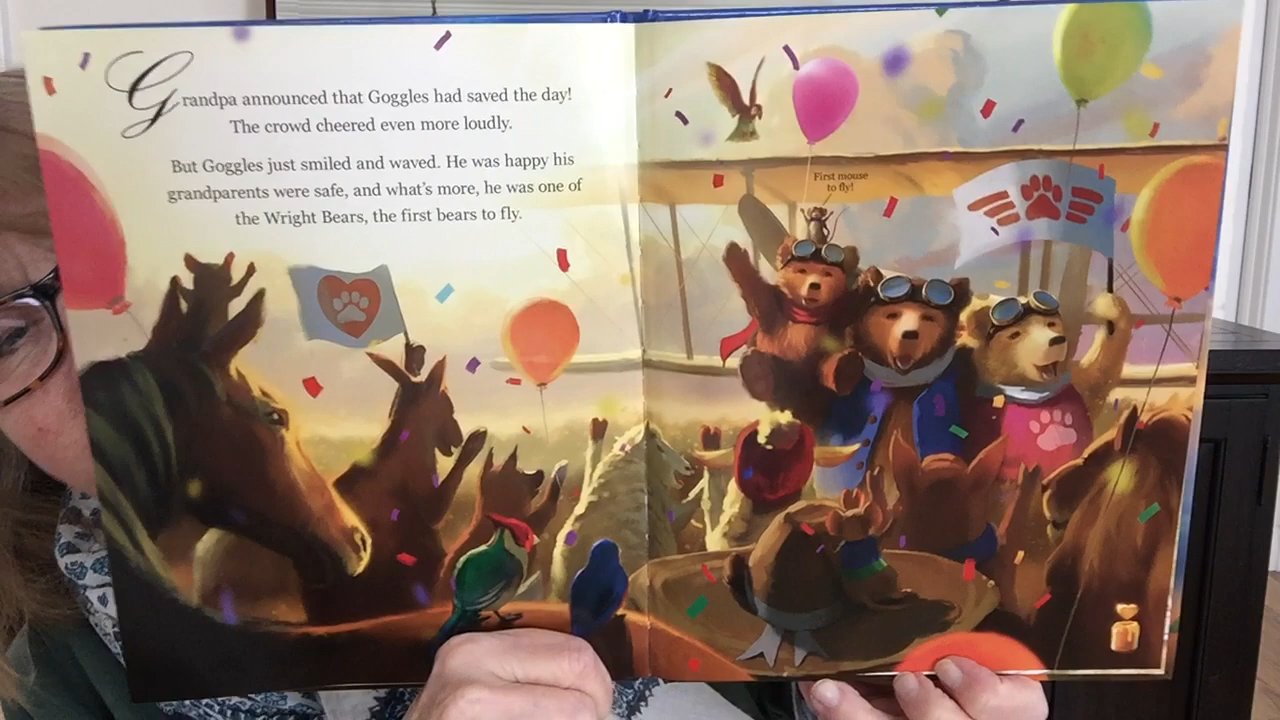 Grandpa announced that Goggles had saved the day!
The crowd cheered even more loudly.
But Goggles just smiled and waved. He was happy his
grandparents were safe, and what's more, he was one of
the Wright Bears, the first bears to fly.
First mouse
to fly!